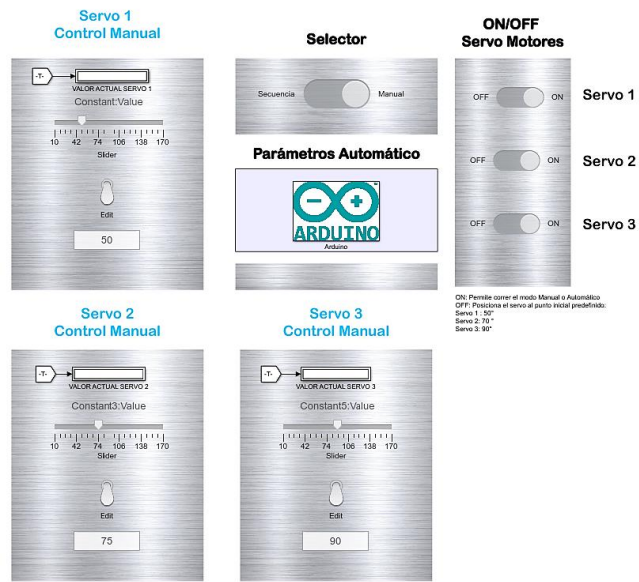 Servo 1
Control Manual
-T-
VALOR ACTUAL SERVO 1
Constant:Value
10 42 74 106 138 170
Slider
Edit
50
Selector
Secuencia Manual
Parámetros Automático
ARDUINO
Arduino
ON/OFF
Servo Motores
OFF ON Servo 1
OFF ON Servo 2
OFF ON Servo 3
ON: Permite correr el modo Manual o Automático
OFF: Posiciona el servo al punto inicial predefinido:
Servo 1 : 50°
Servo 2: 70 °
Servo 3: 90°
Servo 2
Control Manual
-T-
VALOR ACTUAL SERVO 2
Constant3:Value
10 42 74 106 138 170
Slider
Edit
75
Servo 3
Control Manual
-T-
VALOR ACTUAL SERVO 3
Constant5:Value
10 42 74 106 138 170
Slider
Edit
90